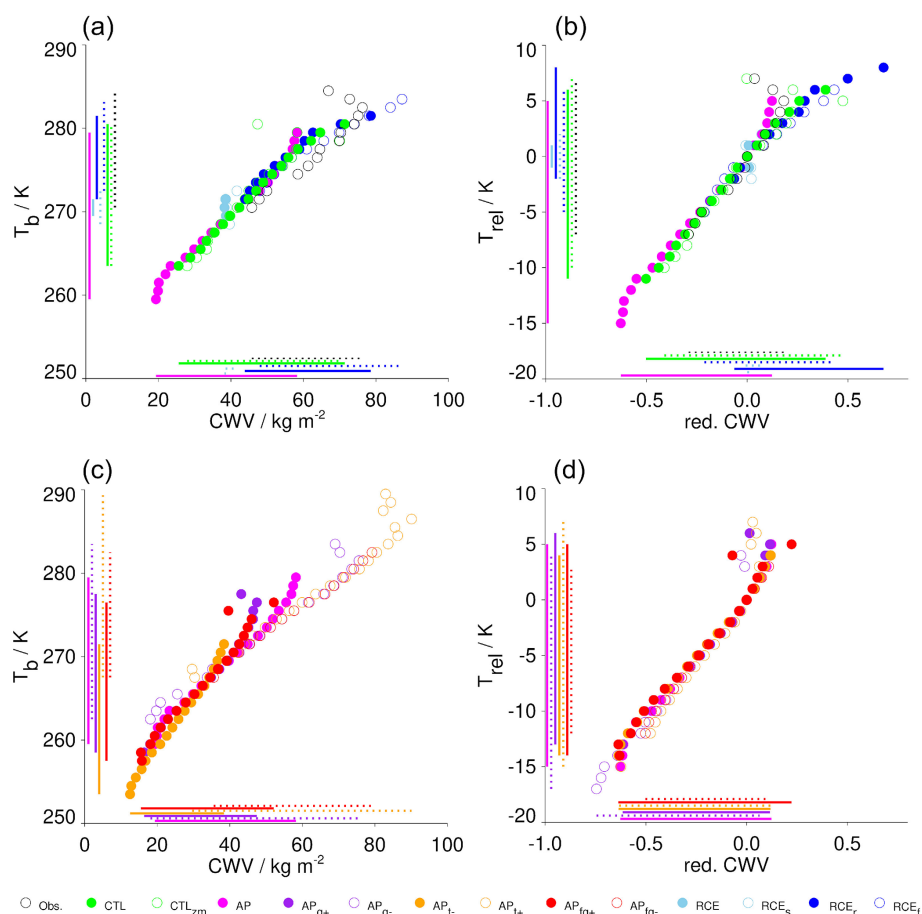 (a)
290
280
270
260
250
T_b / K
0 20 40 60 80 100
CWV / kg m⁻²
(b)
10
5
0
-5
-10
-15
-20
T_rel / K
-1.0 -0.5 0.0 0.5
red. CWV
(c)
290
280
270
260
250
T_b / K
0 20 40 60 80 100
CWV / kg m⁻²
(d)
10
5
0
-5
-10
-15
-20
T_rel / K
-1.0 -0.5 0.0 0.5
red. CWV
Obs. CTL CTL_zm AP AP_q+ AP_q- AP_t- AP_t+ AP_fq+ AP_fq- RCE RCE_s RCE_r